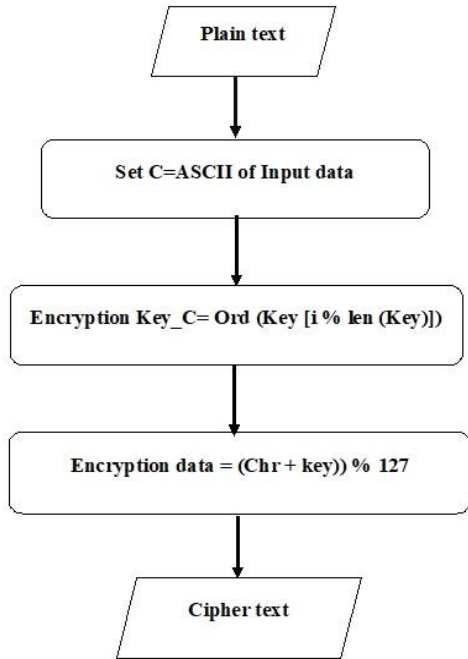 Plain text
Set C=ASCII of Input data
Encryption Key_C= Ord (Key [i % len (Key)])
Encryption data = (Chr + key)) % 127
Cipher text